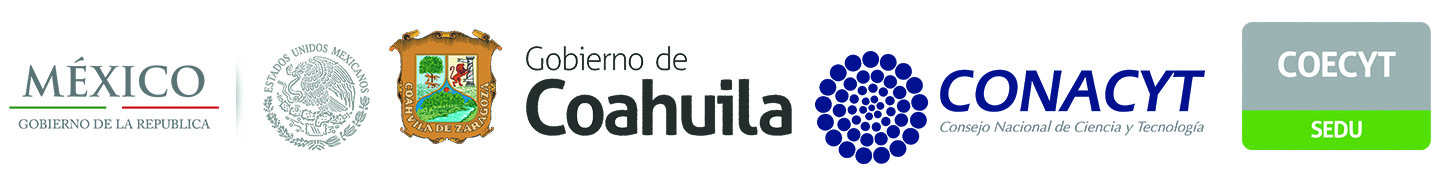 MÉXICO
GOBIERNO DE LA REPUBLICA
ESTADOS UNIDOS MEXICANOS
COAHVILA DE ZARAGOZA
Gobierno de
Coahuila
CONACYT
Consejo Nacional de Ciencia y Tecnología
COECYT
SEDU